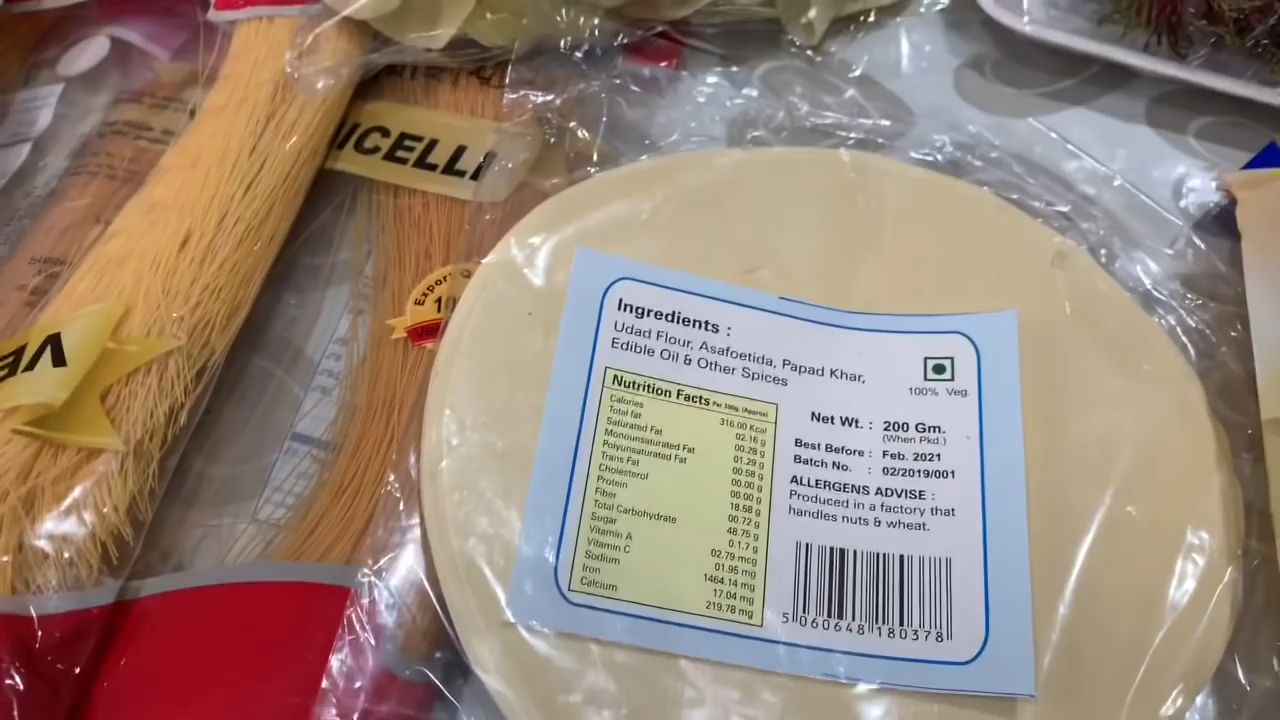 ICELLI
Export Q
VE
Ingredients :
Udad Flour, Asafoetida, Papad Khar,
Edible Oil & Other Spices
100% Veg.
Nutrition Facts Per 100g. (Approx)
Calories 316.00 Kcal
Total fat 02.16 g
Saturated Fat 00.28 g
Monounsaturated Fat 01.29 g
Polyunsaturated Fat 00.58 g
Trans Fat 00.00 g
Cholesterol 00.00 g
Protein 18.58 g
Fiber 00.72 g
Total Carbohydrate 48.75 g
Sugar 0.1.7 g
Vitamin A 02.79 mcg
Vitamin C 01.95 mg
Sodium 1464.14 mg
Iron 17.04 mg
Calcium 219.78 mg
Net Wt. : 200 Gm.
(When Pkd.)
Best Before : Feb. 2021
Batch No. : 02/2019/001
ALLERGENS ADVISE :
Produced in a factory that
handles nuts & wheat.
5 060648 180378